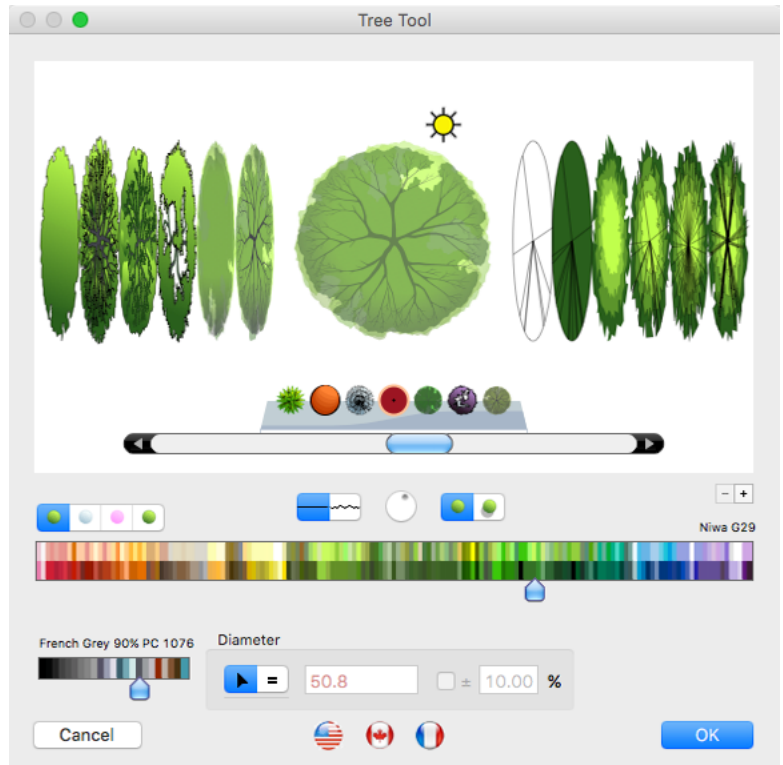 Tree Tool
- +
Niwa G29
French Grey 90% PC 1076
Diameter
= 50.8 ± 10.00 %
Cancel
OK